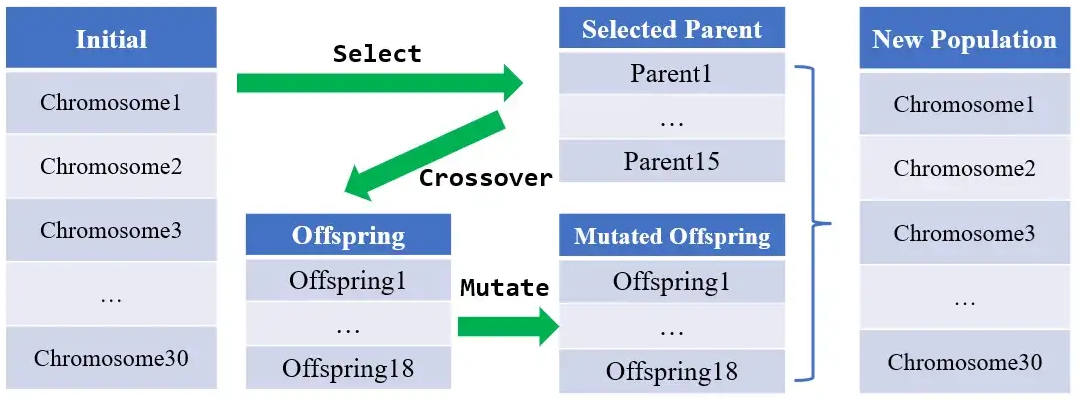 Initial
Chromosome1
Chromosome2
Chromosome3
…
Chromosome30
Select
Selected Parent
Parent1
…
Parent15
Crossover
Offspring
Offspring1
…
Offspring18
Mutate
Mutated Offspring
Offspring1
…
Offspring18
New Population
Chromosome1
Chromosome2
Chromosome3
…
Chromosome30